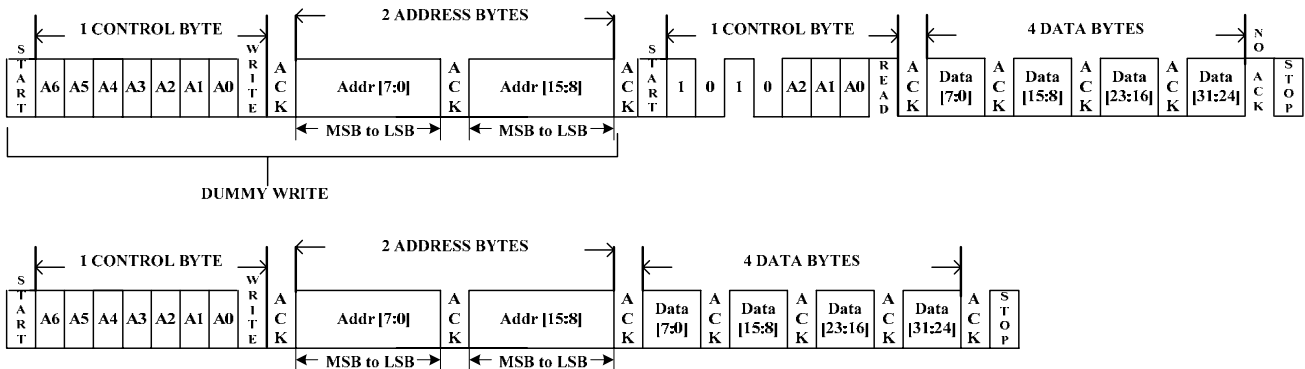 2 ADDRESS BYTES
1 CONTROL BYTE
1 CONTROL BYTE
4 DATA BYTES
START A6 A5 A4 A3 A2 A1 A0 WRITE ACK Addr [7:0] ACK Addr [15:8] ACK START 1 0 1 0 A2 A1 A0 READ ACK Data [7:0] ACK Data [15:8] ACK Data [23:16] ACK Data [31:24] NO ACK STOP
MSB to LSB MSB to LSB
DUMMY WRITE
2 ADDRESS BYTES
1 CONTROL BYTE
4 DATA BYTES
START A6 A5 A4 A3 A2 A1 A0 WRITE ACK Addr [7:0] ACK Addr [15:8] ACK Data [7:0] ACK Data [15:8] ACK Data [23:16] ACK Data [31:24] ACK STOP
MSB to LSB MSB to LSB